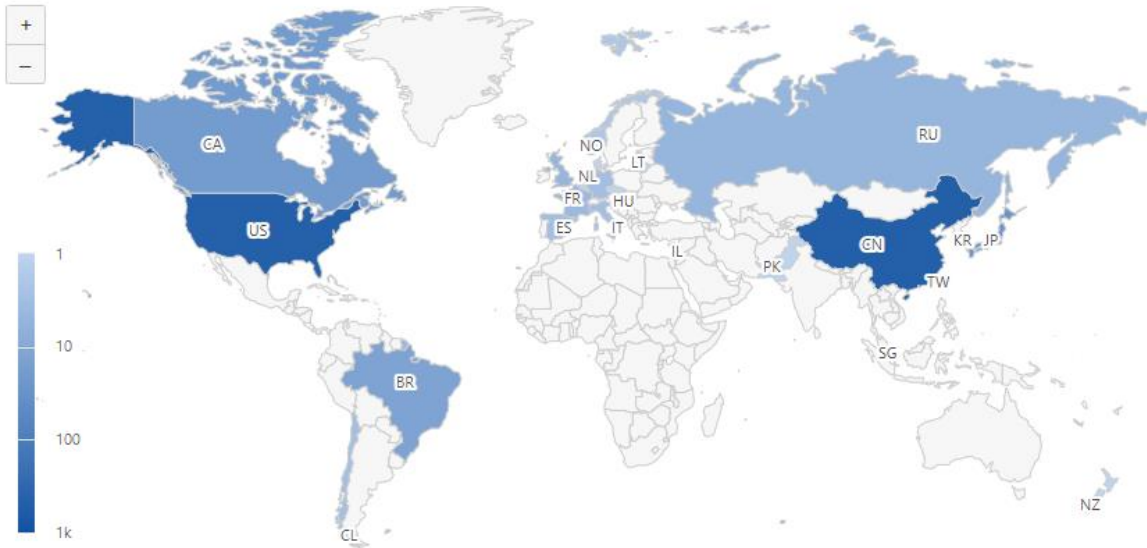 +
–
CA
US
BR
CL
NO
LT
NL
FR
HU
ES
IT
IL
RU
CN
KR
JP
PK
TW
SG
NZ
1
10
100
1k